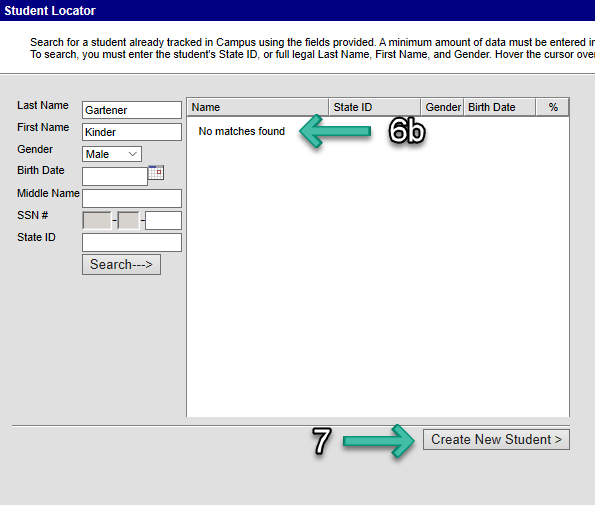 Student Locator
Search for a student already tracked in Campus using the fields provided. A minimum amount of data must be entered in
To search, you must enter the student's State ID, or full legal Last Name, First Name, and Gender. Hover the cursor over
Last Name Gartener
First Name Kinder
Gender Male
Birth Date
Middle Name
SSN # - -
State ID
Search--->
Name State ID Gender Birth Date %
No matches found 6b
7 Create New Student >